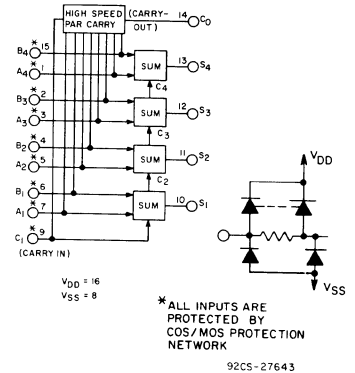 HIGH SPEED
PAR CARRY
(CARRY-
OUT)
14
C0
* B4 15
* A4 1
SUM
13
S4
C4
* B3 2
* A3 3
SUM
12
S3
C3
* B2 4
* A2 5
SUM
11
S2
C2
* B1 6
* A1 7
SUM
10
S1
* C1 9
(CARRY IN)
VDD = 16
VSS = 8
VDD
VSS
*ALL INPUTS ARE
PROTECTED BY
COS/MOS PROTECTION
NETWORK
92CS-27643